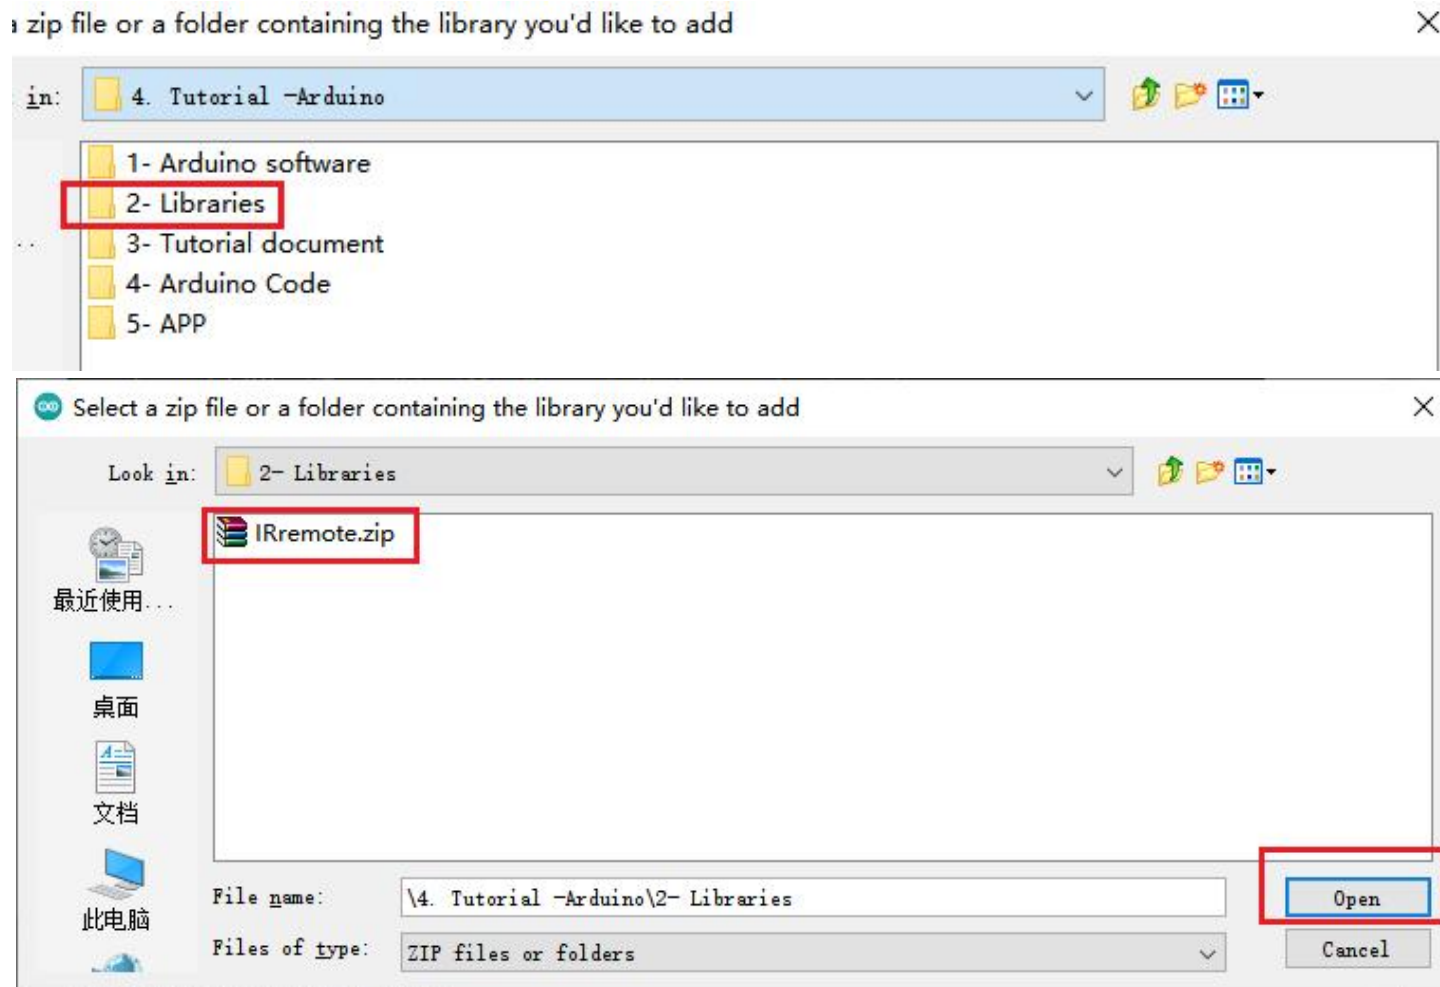 a zip file or a folder containing the library you'd like to add
in: 4. Tutorial -Arduino
1- Arduino software
2- Libraries
3- Tutorial document
4- Arduino Code
5- APP
Select a zip file or a folder containing the library you'd like to add
Look in: 2- Libraries
IRremote.zip
最近使用...
桌面
文档
此电脑
File name: \4. Tutorial -Arduino\2- Libraries
Open
Files of type: ZIP files or folders
Cancel